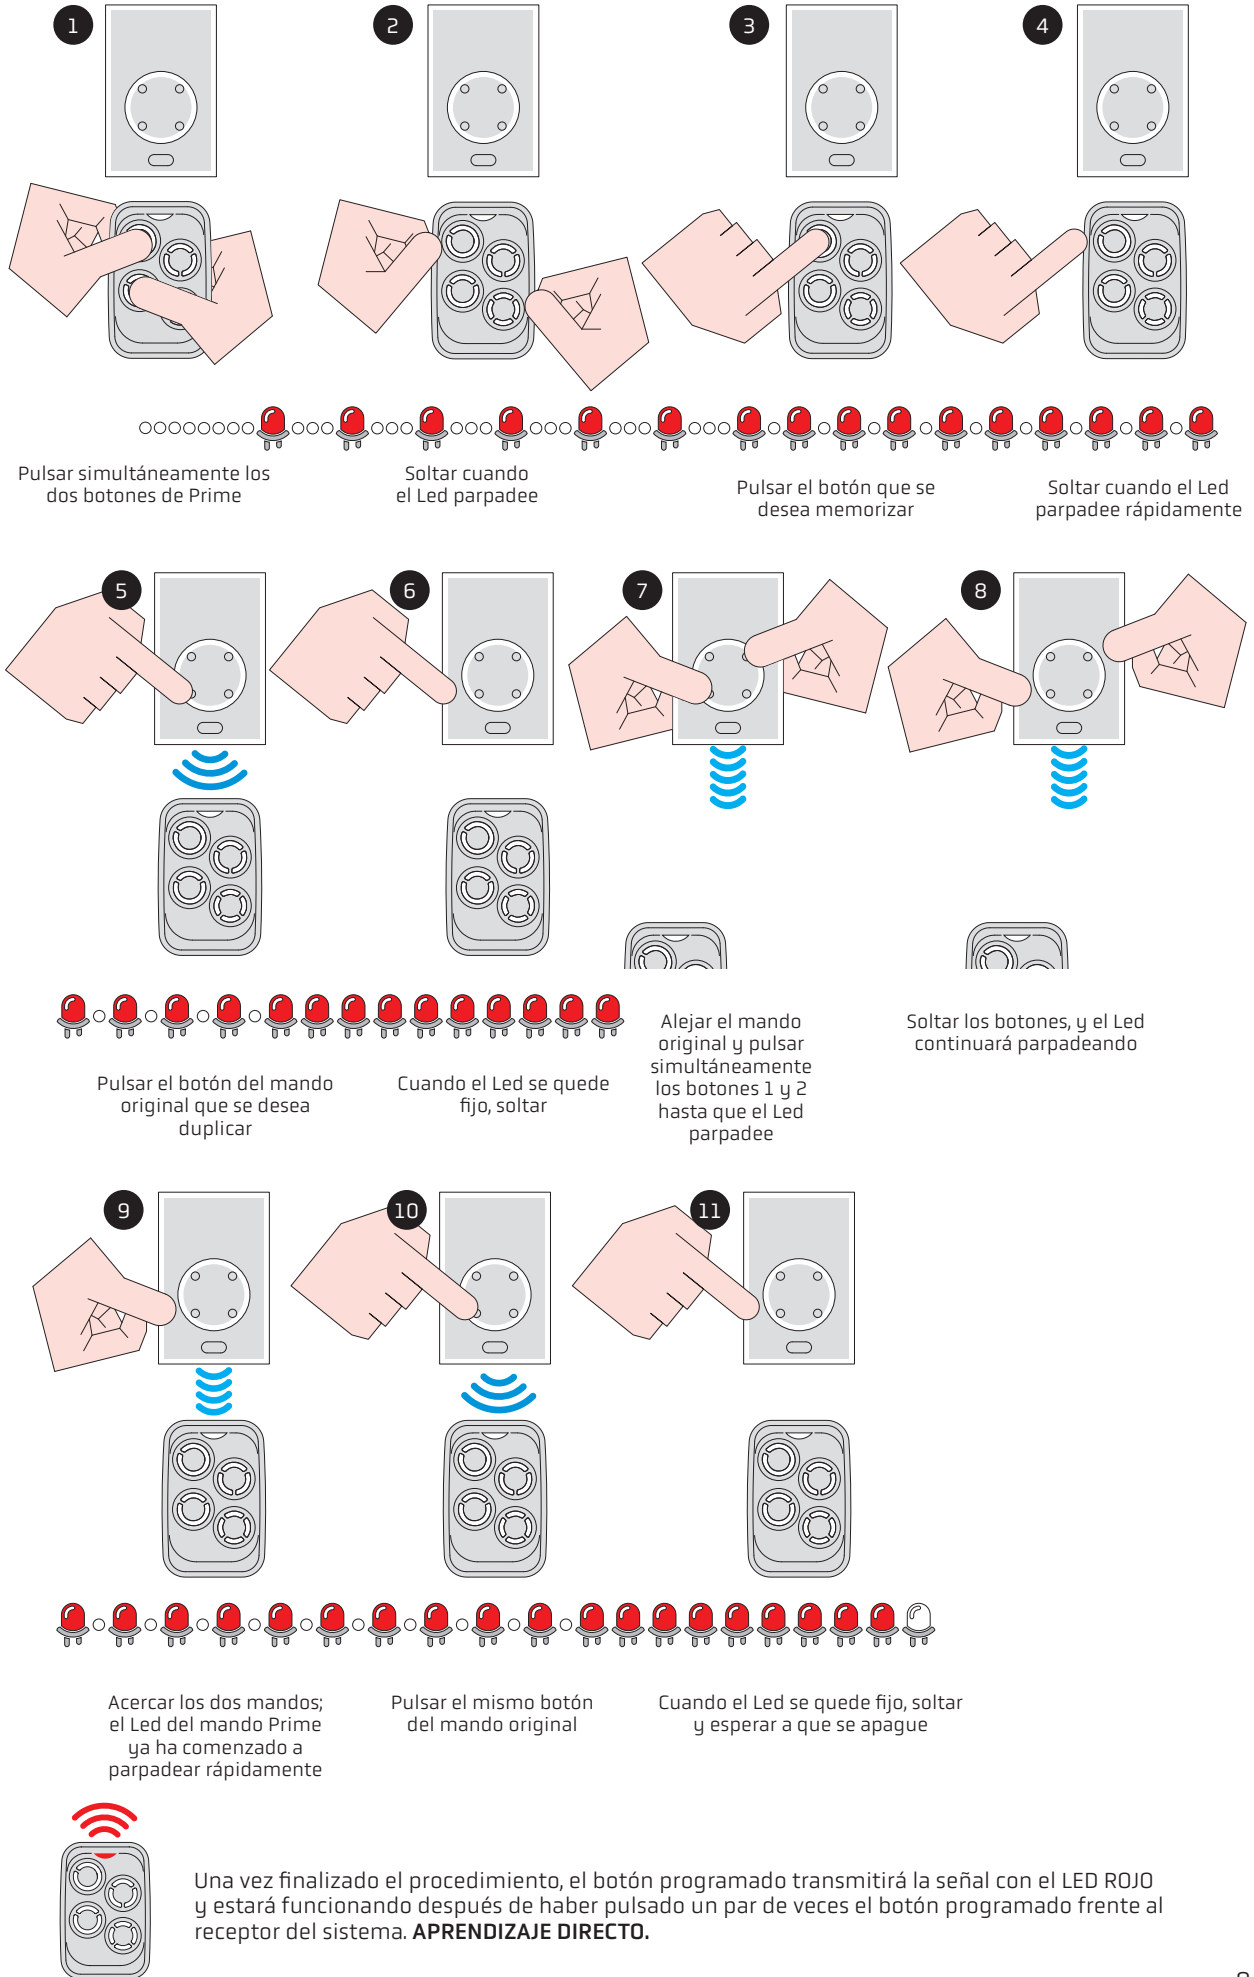 1
2
3
4
Pulsar simultáneamente los
dos botones de Prime
Soltar cuando
el Led parpadee
Pulsar el botón que se
desea memorizar
Soltar cuando el Led
parpadee rápidamente
5
6
7
8
Pulsar el botón del mando
original que se desea
duplicar
Cuando el Led se quede
fijo, soltar
Alejar el mando
original y pulsar
simultáneamente
los botones 1 y 2
hasta que el Led
parpadee
Soltar los botones, y el Led
continuará parpadeando
9
10
11
Acercar los dos mandos;
el Led del mando Prime
ya ha comenzado a
parpadear rápidamente
Pulsar el mismo botón
del mando original
Cuando el Led se quede fijo, soltar
y esperar a que se apague
Una vez finalizado el procedimiento, el botón programado transmitirá la señal con el LED ROJO
y estará funcionando después de haber pulsado un par de veces el botón programado frente al
receptor del sistema. APRENDIZAJE DIRECTO.